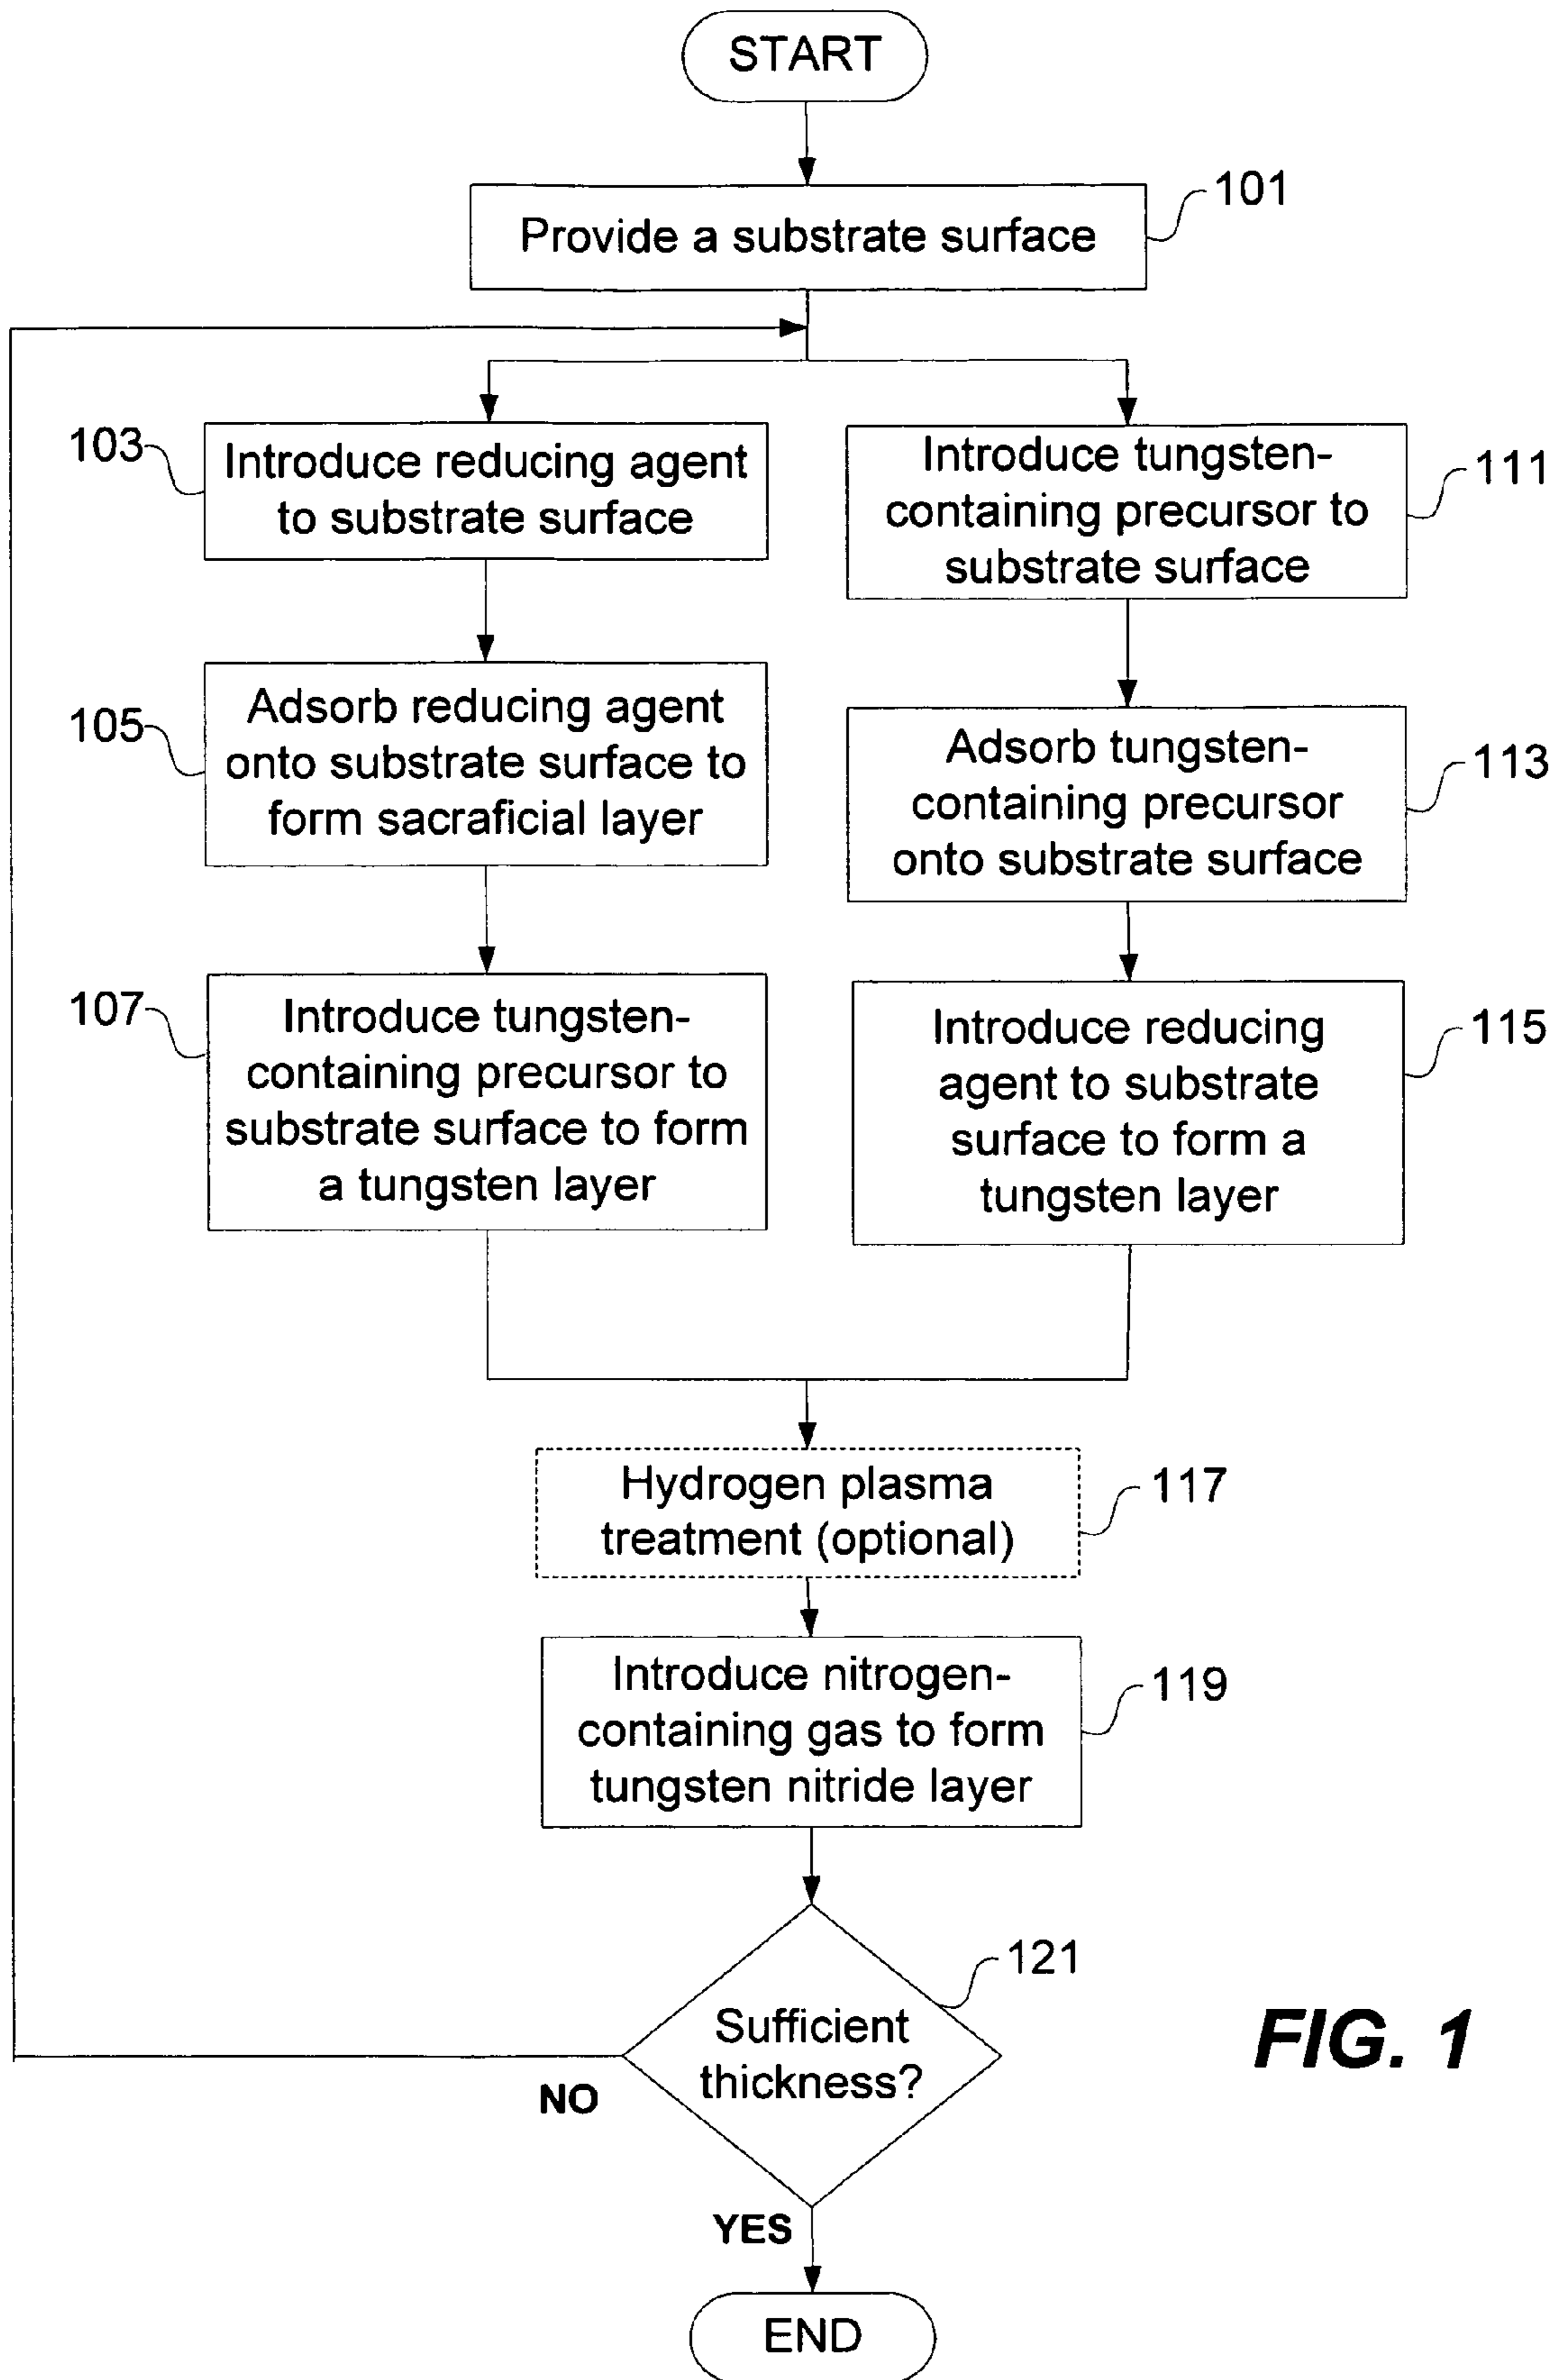 START
Provide a substrate surface
101
103
Introduce reducing agent
to substrate surface
Introduce tungsten-
containing precursor to
substrate surface
111
105
Adsorb reducing agent
onto substrate surface to
form sacraficial layer
Adsorb tungsten-
containing precursor
onto substrate surface
113
107
Introduce tungsten-
containing precursor to
substrate surface to form
a tungsten layer
Introduce reducing
agent to substrate
surface to form a
tungsten layer
115
Hydrogen plasma
treatment (optional)
117
Introduce nitrogen-
containing gas to form
tungsten nitride layer
119
Sufficient
thickness?
121
NO
YES
END
FIG. 1